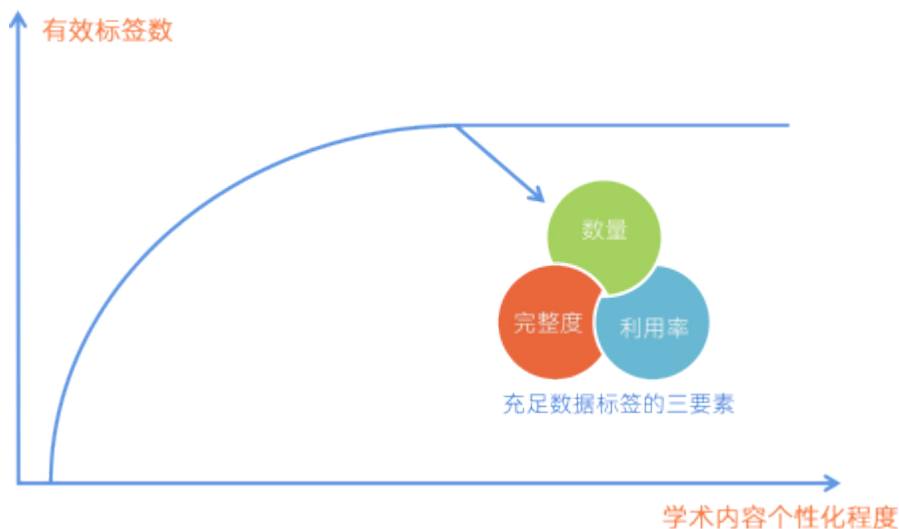 有效标签数
数量
完整度
利用率
充足数据标签的三要素
学术内容个性化程度